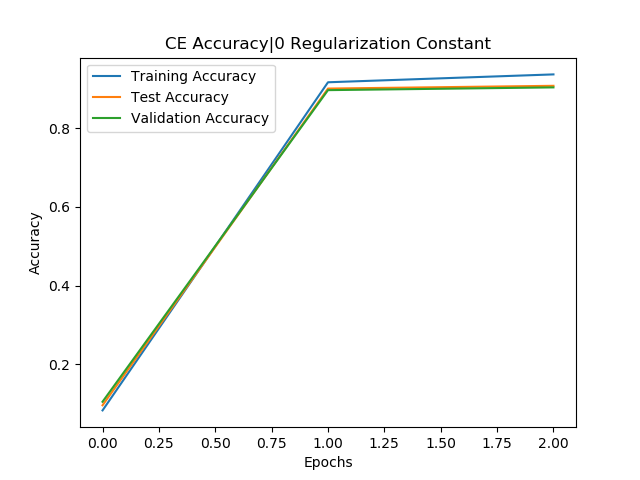 CE Accuracy|0 Regularization Constant
Training Accuracy
Test Accuracy
Validation Accuracy
0.8
0.6
0.4
0.2
Accuracy
0.00 0.25 0.50 0.75 1.00 1.25 1.50 1.75 2.00
Epochs